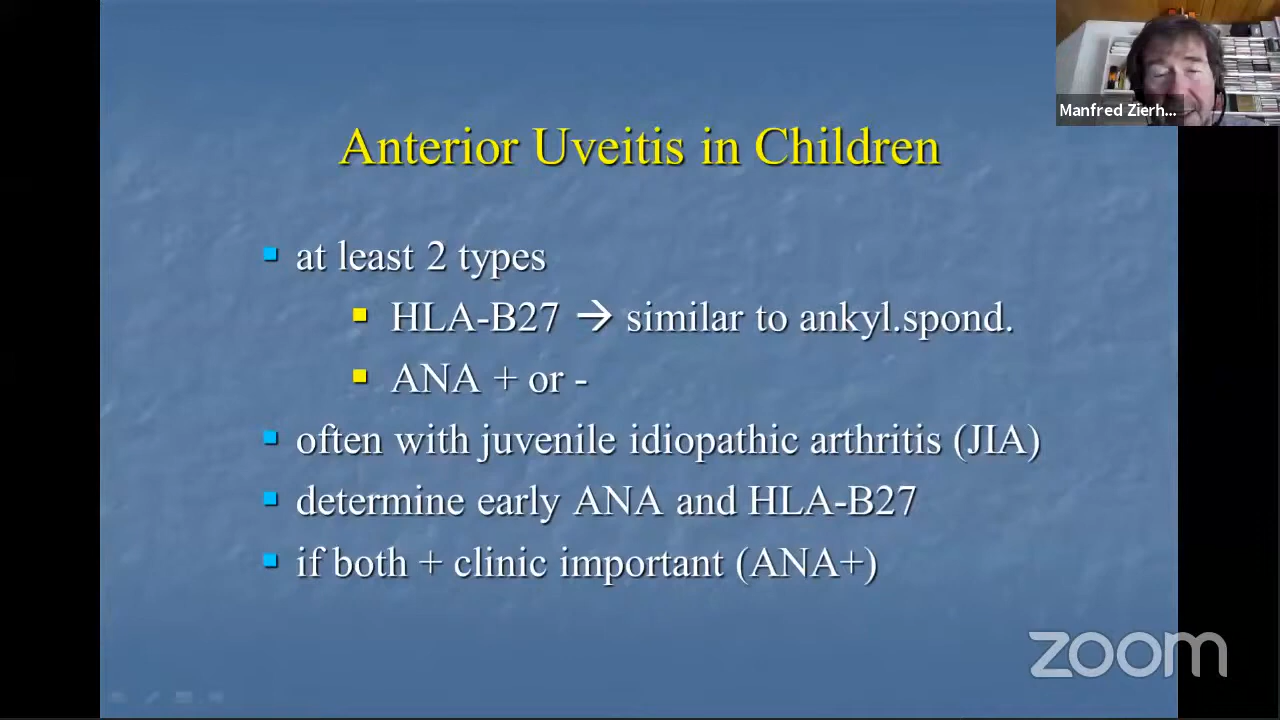 Manfred Zierh...
Anterior Uveitis in Children
at least 2 types
HLA-B27 → similar to ankyl.spond.
ANA + or -
often with juvenile idiopathic arthritis (JIA)
determine early ANA and HLA-B27
if both + clinic important (ANA+)
zoom